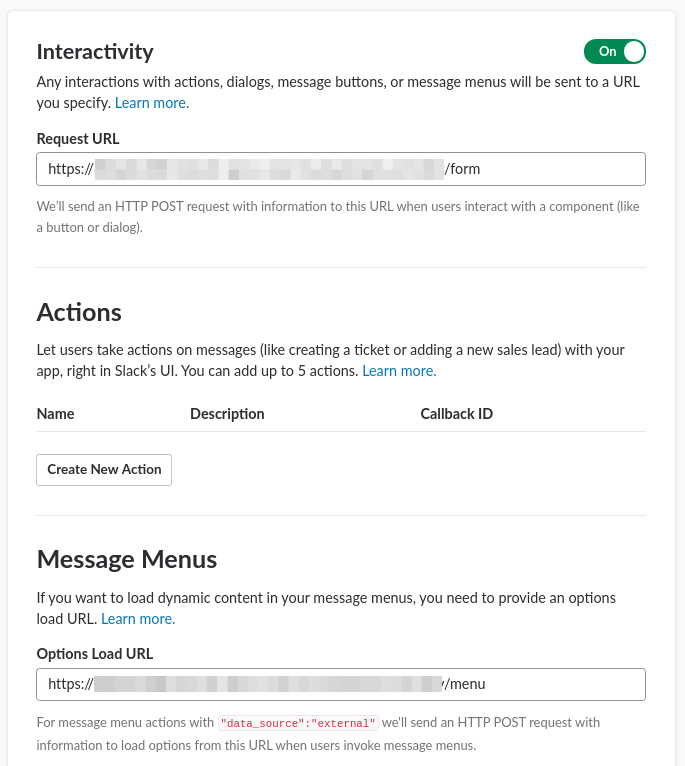 Interactivity
On
Any interactions with actions, dialogs, message buttons, or message menus will be sent to a URL
you specify. Learn more.
Request URL
https:// /form
We'll send an HTTP POST request with information to this URL when users interact with a component (like
a button or dialog).
Actions
Let users take actions on messages (like creating a ticket or adding a new sales lead) with your
app, right in Slack's UI. You can add up to 5 actions. Learn more.
Name Description Callback ID
Create New Action
Message Menus
If you want to load dynamic content in your message menus, you need to provide an options
load URL. Learn more.
Options Load URL
https:// /menu
For message menu actions with "data_source":"external" we'll send an HTTP POST request with
information to load options from this URL when users invoke message menus.